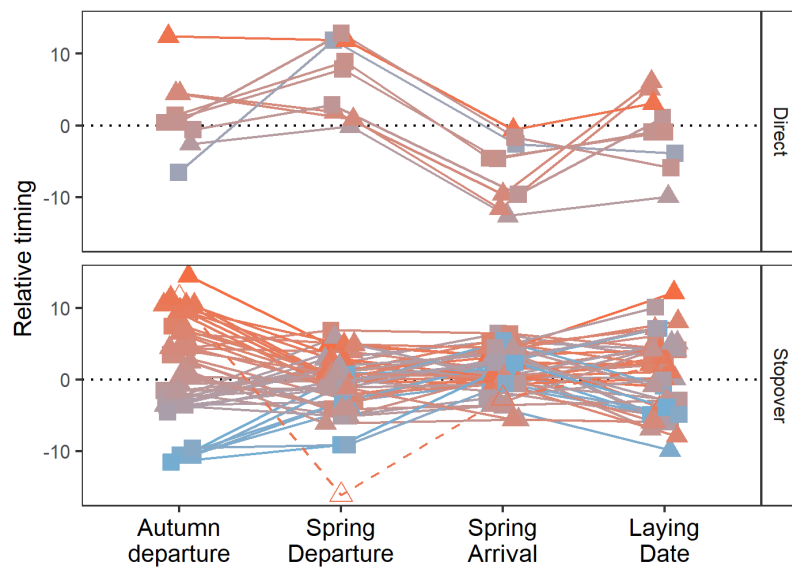 Relative timing
10
0
-10
Direct
10
0
-10
Stopover
Autumn
departure
Spring
Departure
Spring
Arrival
Laying
Date